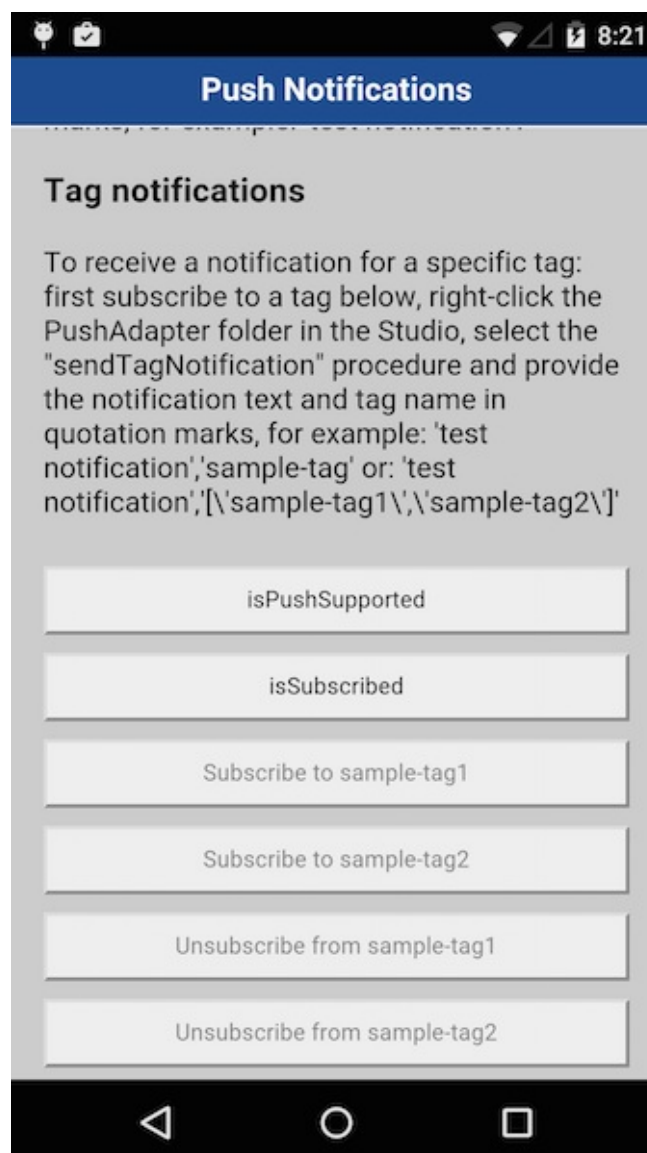 8:21
Push Notifications
Tag notifications
To receive a notification for a specific tag:
first subscribe to a tag below, right-click the
PushAdapter folder in the Studio, select the
"sendTagNotification" procedure and provide
the notification text and tag name in
quotation marks, for example: 'test
notification','sample-tag' or: 'test
notification','[\'sample-tag1\',\'sample-tag2\']'
isPushSupported
isSubscribed
Subscribe to sample-tag1
Subscribe to sample-tag2
Unsubscribe from sample-tag1
Unsubscribe from sample-tag2